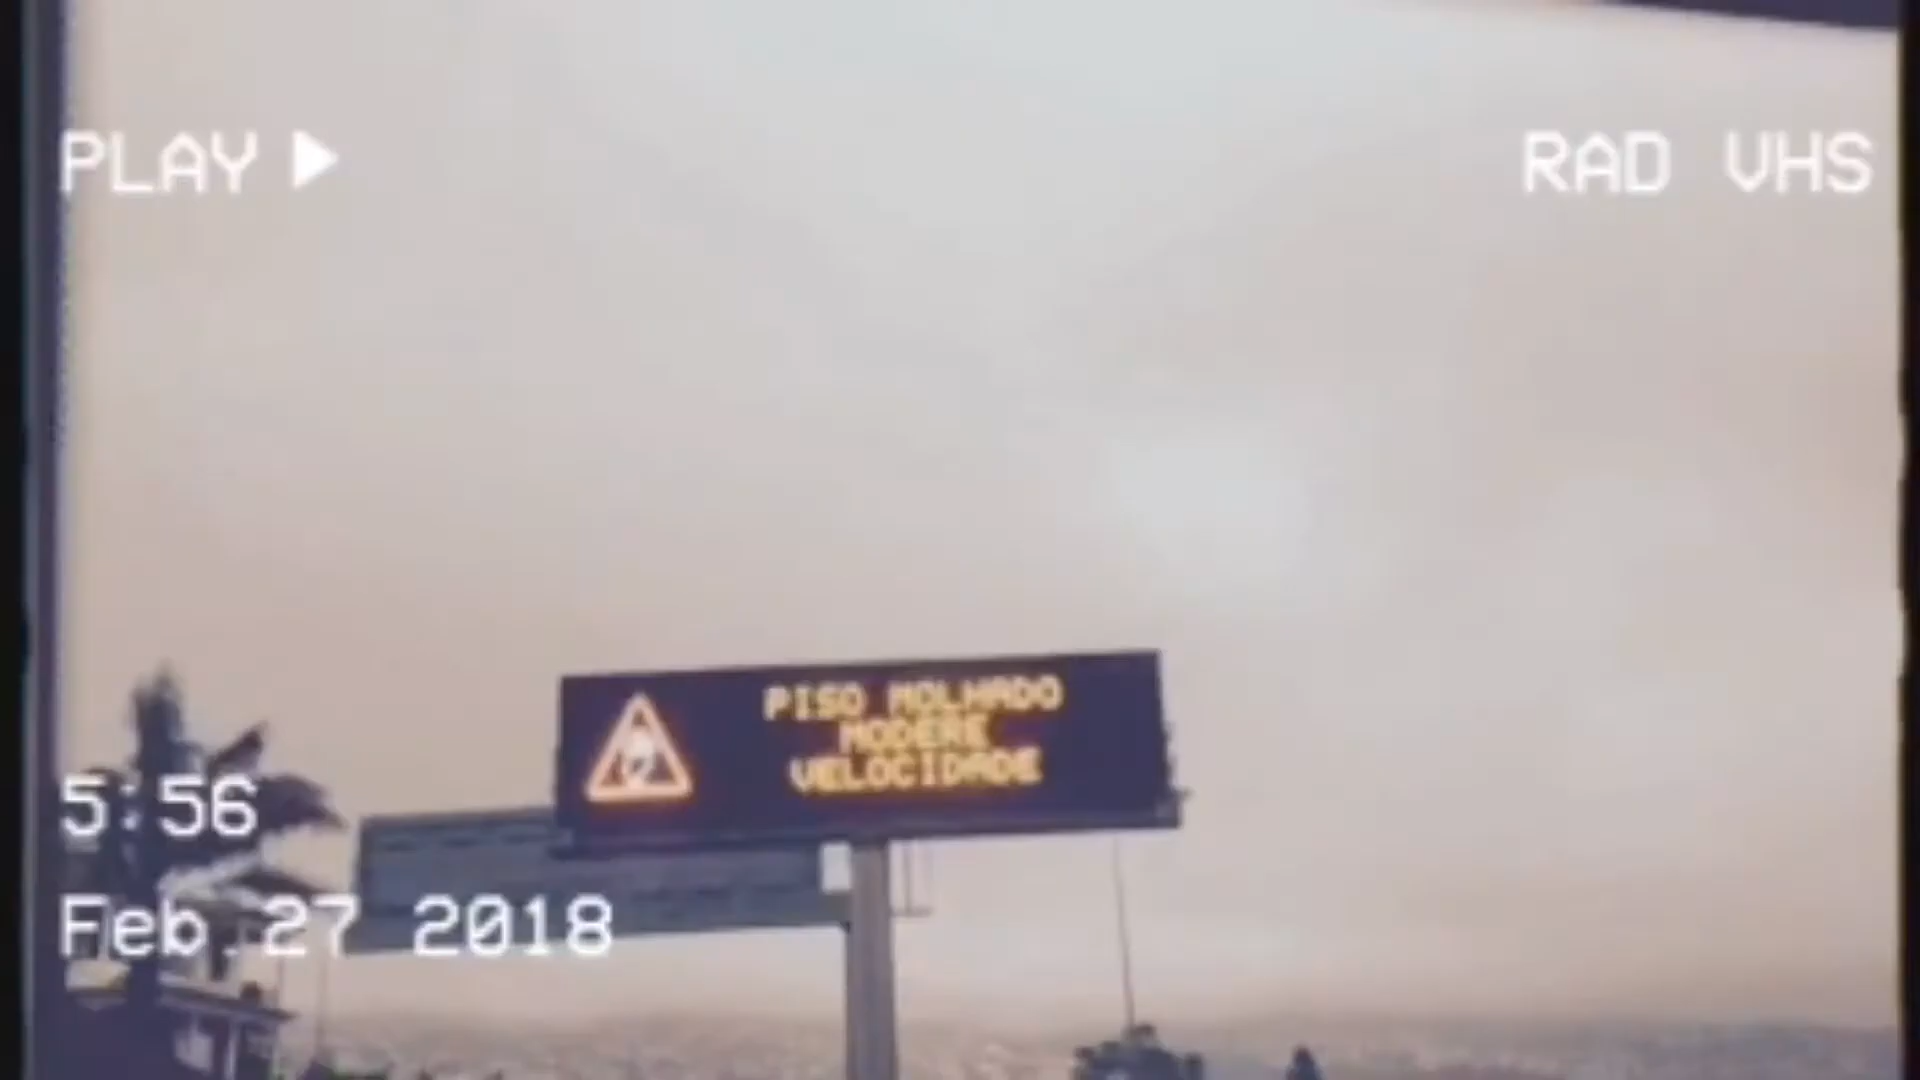 PLAY ▶
RAD VHS
PISO MOLHADO
MODERE
VELOCIDADE
5:56
Feb.27 2018